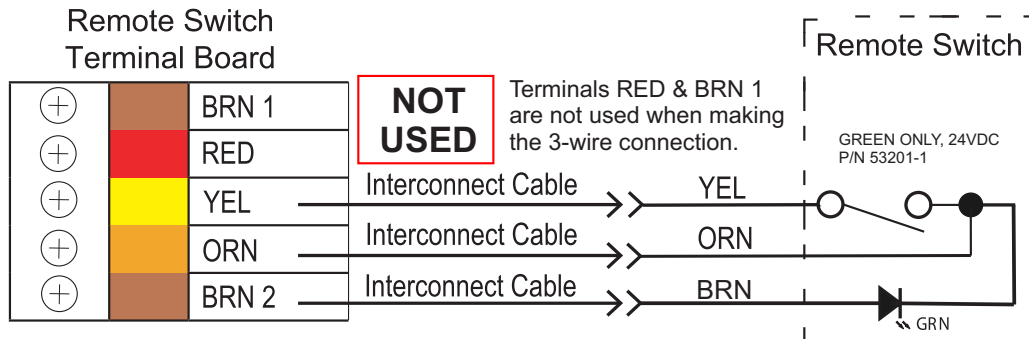 Remote Switch
Terminal Board
BRN 1
RED
YEL
ORN
BRN 2
NOT
USED
Terminals RED & BRN 1
are not used when making
the 3-wire connection.
Interconnect Cable
YEL
Interconnect Cable
ORN
Interconnect Cable
BRN
Remote Switch
GREEN ONLY, 24VDC
P/N 53201-1
GRN